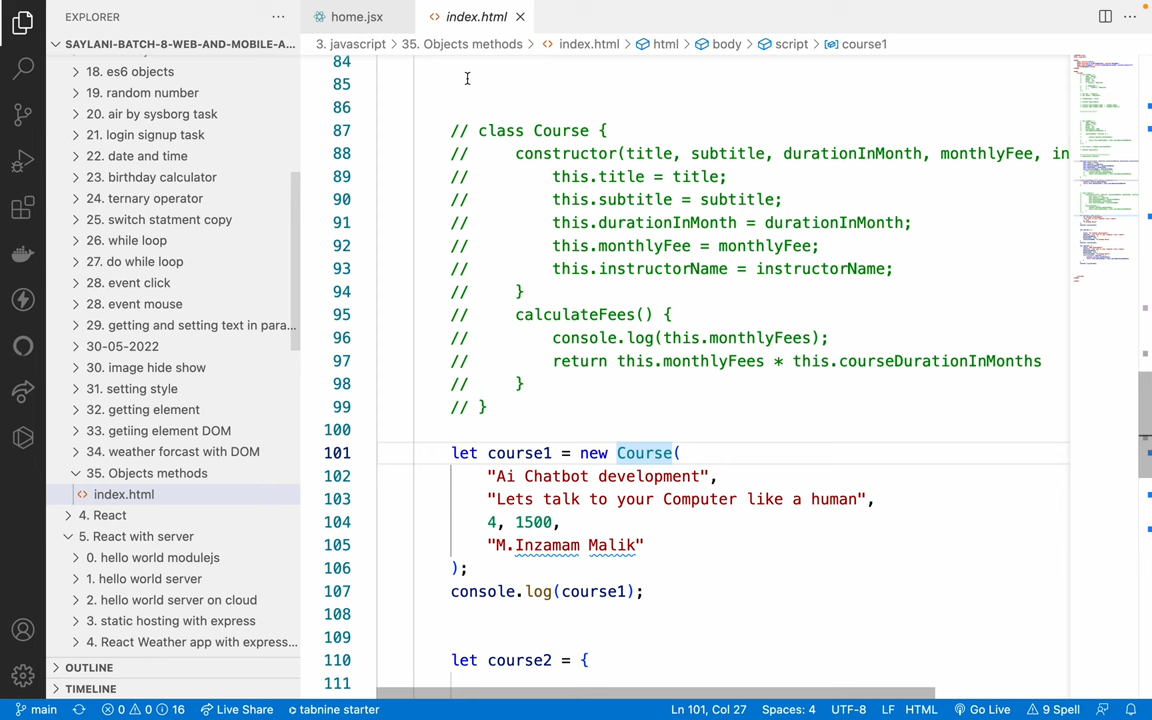 EXPLORER
home.jsx
index.html
SAYLANI-BATCH-8-WEB-AND-MOBILE-A...
3. javascript > 35. Objects methods > index.html > html > body > script > course1
18. es6 objects
19. random number
20. air by sysborg task
21. login signup task
22. date and time
23. birthday calculator
24. ternary operator
25. switch statment copy
26. while loop
27. do while loop
28. event click
28. event mouse
29. getting and setting text in para...
30-05-2022
30. image hide show
31. setting style
32. getting element
33. getiing element DOM
34. weather forcast with DOM
35. Objects methods
index.html
4. React
5. React with server
0. hello world modulejs
1. hello world server
2. hello world server on cloud
3. static hosting with express
4. React Weather app with express...
OUTLINE
TIMELINE
84
85
86
87 // class Course {
88 //     constructor(title, subtitle, durationInMonth, monthlyFee, in
89 //         this.title = title;
90 //         this.subtitle = subtitle;
91 //         this.durationInMonth = durationInMonth;
92 //         this.monthlyFee = monthlyFee;
93 //         this.instructorName = instructorName;
94 //     }
95 //     calculateFees() {
96 //         console.log(this.monthlyFees);
97 //         return this.monthlyFees * this.courseDurationInMonths
98 //     }
99 // }
100
101 let course1 = new Course(
102     "Ai Chatbot development",
103     "Lets talk to your Computer like a human",
104     4, 1500,
105     "M.Inzamam Malik"
106 );
107 console.log(course1);
108
109
110 let course2 = {
111
main 0 0 16 Live Share tabnine starter Ln 101, Col 27 Spaces: 4 UTF-8 LF HTML Go Live 9 Spell